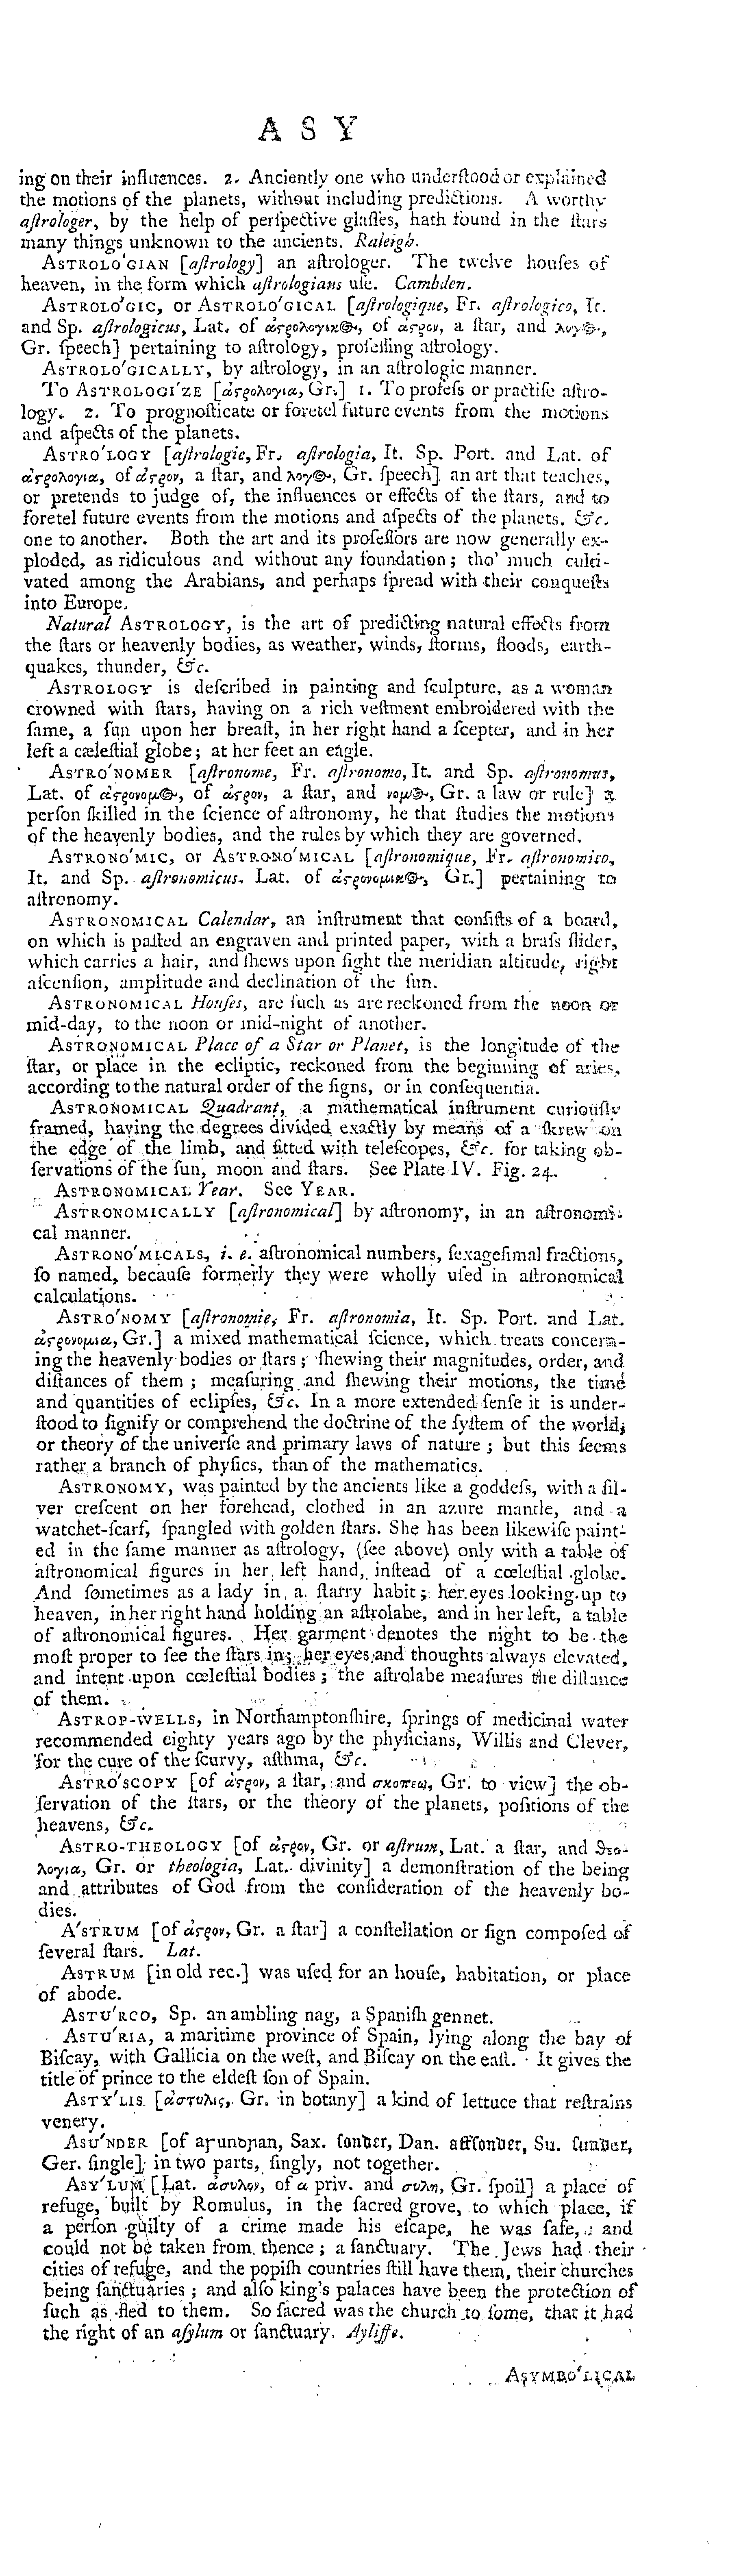 A S Y
ing on their influences. 2. Anciently one who underſtood or explained
the motions of the planets, without including predictions. A worthy
aſtrologer, by the help of perſpective glaſſes, hath found in the ſtars
many things unknown to the ancients. Raleigh.
ASTROLO'GIAN [aſtrology] an aſtrologer. The twelve houſes of
heaven, in the form which aſtrologians uſe. Cambden.
ASTROLO'GIC, or ASTROLO'GICAL [aſtrologique, Fr. aſtrologico, It.
and Sp. aſtrologicus, Lat. of ἀϛρολογικ@, of ἀϛρον, a ſtar, and λογ@,
Gr. ſpeech] pertaining to aſtrology, profeſſing aſtrology.
ASTROLO'GICALLY, by aſtrology, in an aſtrologic manner.
To ASTROLOGI'ZE [ἀϛρολογια, Gr.] 1. To profeſs or practiſe aſtro-
logy. 2. To prognoſticate or foretel future events from the motions
and aſpects of the planets.
ASTRO'LOGY [aſtrologie, Fr. aſtrologia, It. Sp. Port. and Lat. of
ἀϛρολογια, of ἀϛρον, a ſtar, and λογ@, Gr. ſpeech] an art that teaches,
or pretends to judge of, the influences or effects of the ſtars, and to
foretel future events from the motions and aſpects of the planets, &c.
one to another. Both the art and its profeſſors are now generally ex-
ploded, as ridiculous and without any foundation; tho' much culti-
vated among the Arabians, and perhaps ſpread with their conqueſts
into Europe.
Natural ASTROLOGY, is the art of predicting natural effects from
the ſtars or heavenly bodies, as weather, winds, ſtorms, floods, earth-
quakes, thunder, &c.
ASTROLOGY is deſcribed in painting and ſculpture, as a woman
crowned with ſtars, having on a rich veſtment embroidered with the
ſame, a ſun upon her breaſt, in her right hand a ſcepter, and in her
left a cæleſtial globe; at her feet an eagle.
ASTRO'NOMER [aſtronome, Fr. aſtronomo, It. and Sp. aſtronomus,
Lat. of ἀϛρονομ@, of ἀϛρον, a ſtar, and νομ@, Gr. a law or rule] a
perſon ſkilled in the ſcience of aſtronomy, he that ſtudies the motions
of the heavenly bodies, and the rules by which they are governed.
ASTRONO'MIC, or ASTRONO'MICAL [aſtronomique, Fr. aſtronomico,
It. and Sp. aſtronomicus. Lat. of ἀϛρονομικ@, Gr.] pertaining to
aſtronomy.
ASTRONOMICAL Calendar, an inſtrument that conſiſts of a board,
on which is paſted an engraven and printed paper, with a braſs ſlider,
which carries a hair, and ſhews upon ſight the meridian altitude, right
aſcenſion, amplitude and declination of the ſun.
ASTRONOMICAL Houſes, are ſuch as are reckoned from the noon or
mid-day, to the noon or mid-night of another.
ASTRONOMICAL Place of a Star or Planet, is the longitude of the
ſtar, or place in the ecliptic, reckoned from the beginning of aries,
according to the natural order of the ſigns, or in conſequentia.
ASTRONOMICAL Quadrant, a mathematical inſtrument curiouſly
framed, having the degrees divided exactly by means of a ſkrew on
the edge of the limb, and fitted with teleſcopes, &c. for taking ob-
ſervations of the ſun, moon and ſtars. See Plate IV. Fig. 24.
ASTRONOMICAL Year. See YEAR.
ASTRONOMICALLY [aſtronomical] by aſtronomy, in an aſtronomi-
cal manner.
ASTRONO'MICALS, i. e. aſtronomical numbers, ſexageſimal fractions,
ſo named, becauſe formerly they were wholly uſed in aſtronomical
calculations.
ASTRO'NOMY [aſtronomie, Fr. aſtronomia, It. Sp. Port. and Lat.
ἀϛρονομια, Gr.] a mixed mathematical ſcience, which treats concern-
ing the heavenly bodies or ſtars; ſhewing their magnitudes, order, and
diſtances of them; meaſuring and ſhewing their motions, the time
and quantities of eclipſes, &c. In a more extended ſenſe it is under-
ſtood to ſignify or comprehend the doctrine of the ſyſtem of the world;
or theory of the univerſe and primary laws of nature; but this ſeems
rather a branch of phyſics, than of the mathematics.
ASTRONOMY, was painted by the ancients like a goddeſs, with a ſil-
ver creſcent on her forehead, clothed in an azure mantle, and a
watchet-ſcarf, ſpangled with golden ſtars. She has been likewiſe paint-
ed in the ſame manner as aſtrology, (ſee above) only with a table of
aſtronomical figures in her left hand, inſtead of a cœleſtial globe.
And ſometimes as a lady in a ſtarry habit; her eyes looking up to
heaven, in her right hand holding an aſtrolabe, and in her left, a table
of aſtronomical figures. Her garment denotes the night to be the
moſt proper to ſee the ſtars in; her eyes and thoughts always elevated,
and intent upon cœleſtial bodies; the aſtrolabe meaſures the diſtance
of them.
ASTROP-WELLS, in Northamptonſhire, ſprings of medicinal water
recommended eighty years ago by the phyſicians, Willis and Clever,
for the cure of the ſcurvy, aſthma, &c.
ASTRO'SCOPY [of ἀϛρον, a ſtar, and σκοπεω, Gr. to view] the ob-
ſervation of the ſtars, or the theory of the planets, poſitions of the
heavens, &c.
ASTRO-THEOLOGY [of ἀϛρον, Gr. or aſtrum, Lat. a ſtar, and θεο-
λογια, Gr. or theologia, Lat. divinity] a demonſtration of the being
and attributes of God from the conſideration of the heavenly bo-
dies.
A'STRUM [of ἀϛρον, Gr. a ſtar] a conſtellation or ſign compoſed of
ſeveral ſtars. Lat.
ASTRUM [in old rec.] was uſed for an houſe, habitation, or place
of abode.
ASTU'RCO, Sp. an ambling nag, a Spaniſh gennet.
ASTU'RIA, a maritime province of Spain, lying along the bay of
Biſcay, with Gallicia on the weſt, and Biſcay on the eaſt. It gives the
title of prince to the eldeſt ſon of Spain.
ASTY'LIS [ἀστυλις, Gr. in botany] a kind of lettuce that reſtrains
venery.
ASU'NDER [of aꞅunꝺꞃan, Sax. ſonder, Dan. aftſonder, Su. ſunder,
Ger. ſingle] in two parts, ſingly, not together.
ASY'LUM [Lat. ἀσυλον, of α priv. and συλη, Gr. ſpoil] a place of
refuge, built by Romulus, in the ſacred grove, to which place, if
a perſon guilty of a crime made his eſcape, he was ſafe, and
could not be taken from thence; a ſanctuary. The Jews had their
cities of refuge, and the popiſh countries ſtill have them, their churches
being ſanctuaries; and alſo king's palaces have been the protection of
ſuch as fled to them. So ſacred was the church to ſome, that it had
the right of an aſylum or ſanctuary. Ayliffe.
ASYMBO'LICAL